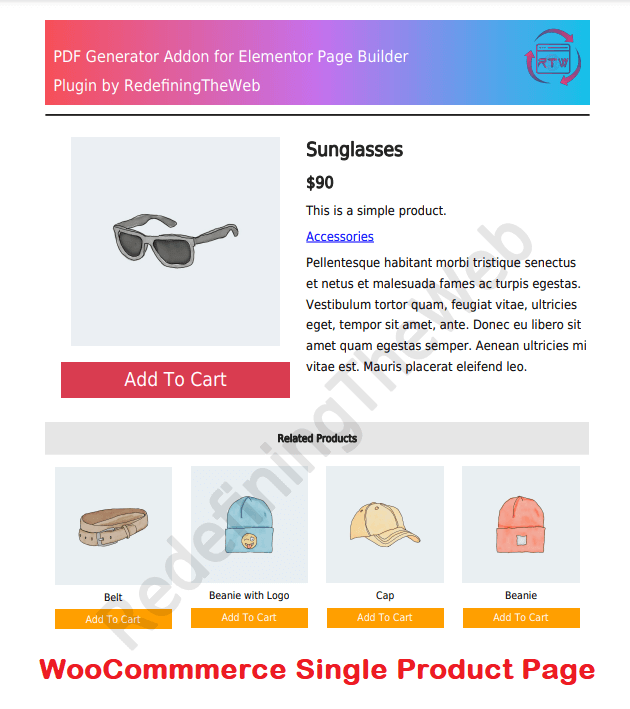 PDF Generator Addon for Elementor Page Builder
Plugin by RedefiningTheWeb
RTW
Sunglasses
$90
This is a simple product.
Accessories
Pellentesque habitant morbi tristique senectus
et netus et malesuada fames ac turpis egestas.
Vestibulum tortor quam, feugiat vitae, ultricies
eget, tempor sit amet, ante. Donec eu libero sit
amet quam egestas semper. Aenean ultricies mi
vitae est. Mauris placerat eleifend leo.
Add To Cart
RedefiningTheWeb
Related Products
Belt
Add To Cart
Beanie with Logo
Add To Cart
Cap
Add To Cart
Beanie
Add To Cart
WooCommmerce Single Product Page